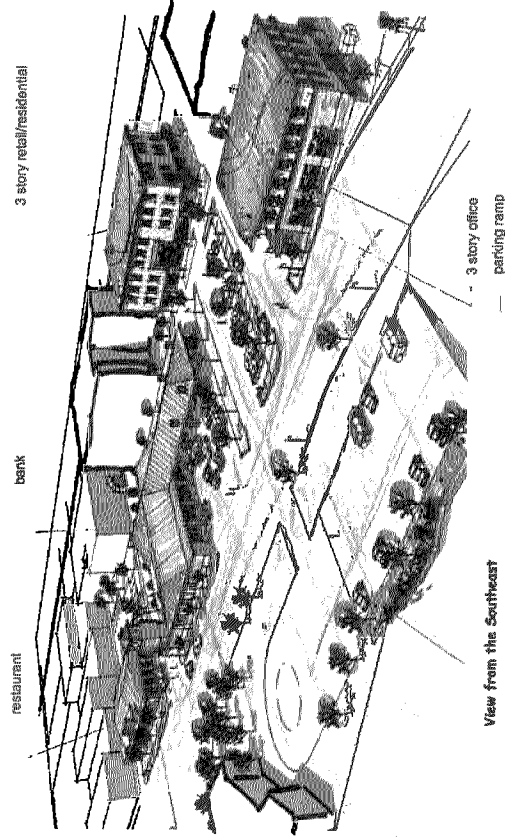 restaurant
bank
3 story retail/residential
3 story office
parking ramp
View from the Southeast